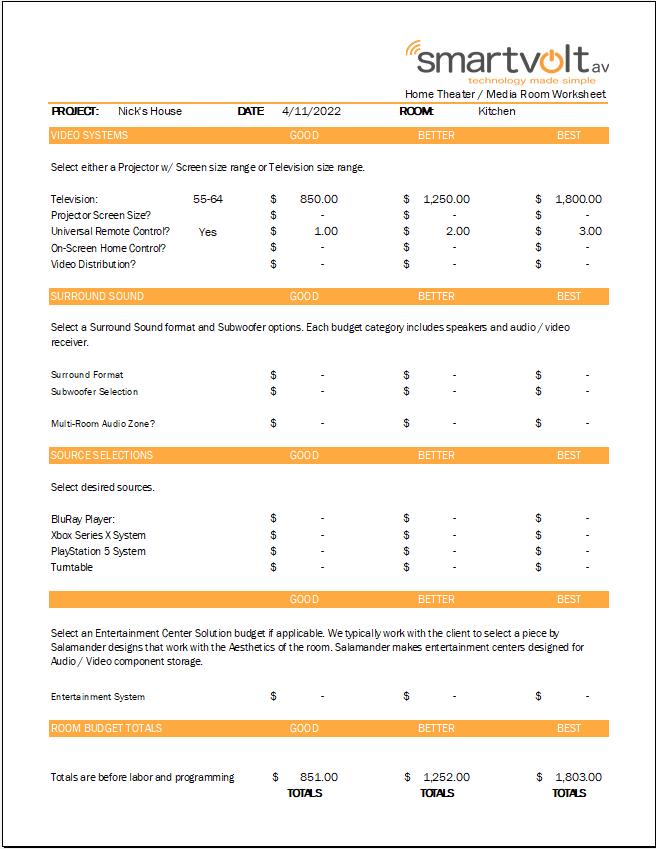 smartvolt av
technology made simple
Home Theater / Media Room Worksheet
PROJECT: Nick's House DATE: 4/11/2022 ROOM: Kitchen
VIDEO SYSTEMS GOOD BETTER BEST
Select either a Projector w/ Screen size range or Television size range.
Television: 55-64 $ 850.00 $ 1,250.00 $ 1,800.00
Projector Screen Size? $ - $ - $ -
Universal Remote Control? Yes $ 1.00 $ 2.00 $ 3.00
On-Screen Home Control? $ - $ - $ -
Video Distribution? $ - $ - $ -
SURROUND SOUND GOOD BETTER BEST
Select a Surround Sound format and Subwoofer options. Each budget category includes speakers and audio / video
receiver.
Surround Format $ - $ - $ -
Subwoofer Selection $ - $ - $ -
Multi-Room Audio Zone? $ - $ - $ -
SOURCE SELECTIONS GOOD BETTER BEST
Select desired sources.
BluRay Player: $ - $ - $ -
Xbox Series X System $ - $ - $ -
PlayStation 5 System $ - $ - $ -
Turntable $ - $ - $ -
GOOD BETTER BEST
Select an Entertainment Center Solution budget if applicable. We typically work with the client to select a piece by
Salamander designs that work with the Aesthetics of the room. Salamander makes entertainment centers designed for
Audio / Video component storage.
Entertainment System $ - $ - $ -
ROOM BUDGET TOTALS GOOD BETTER BEST
Totals are before labor and programming $ 851.00 $ 1,252.00 $ 1,803.00
TOTALS TOTALS TOTALS